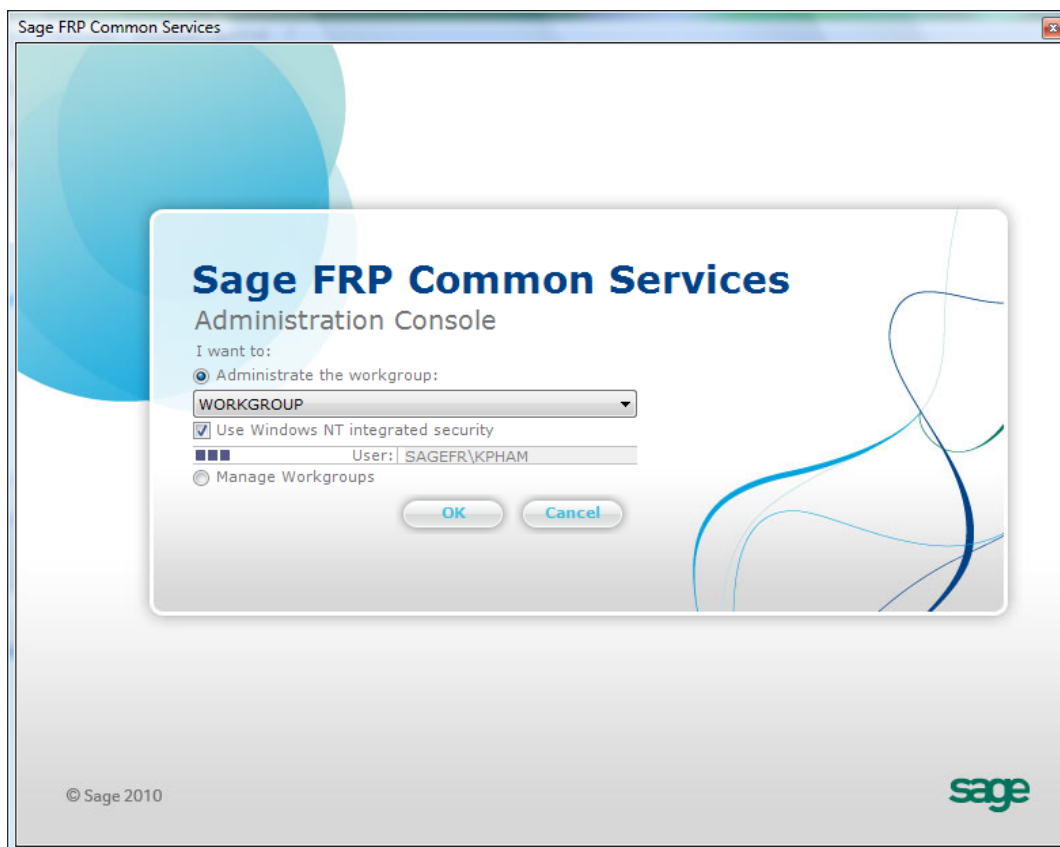 Sage FRP Common Services
Sage FRP Common Services
Administration Console
I want to:
Administrate the workgroup:
WORKGROUP
Use Windows NT integrated security
User: SAGEFR\KPHAM
Manage Workgroups
OK Cancel
© Sage 2010
sage